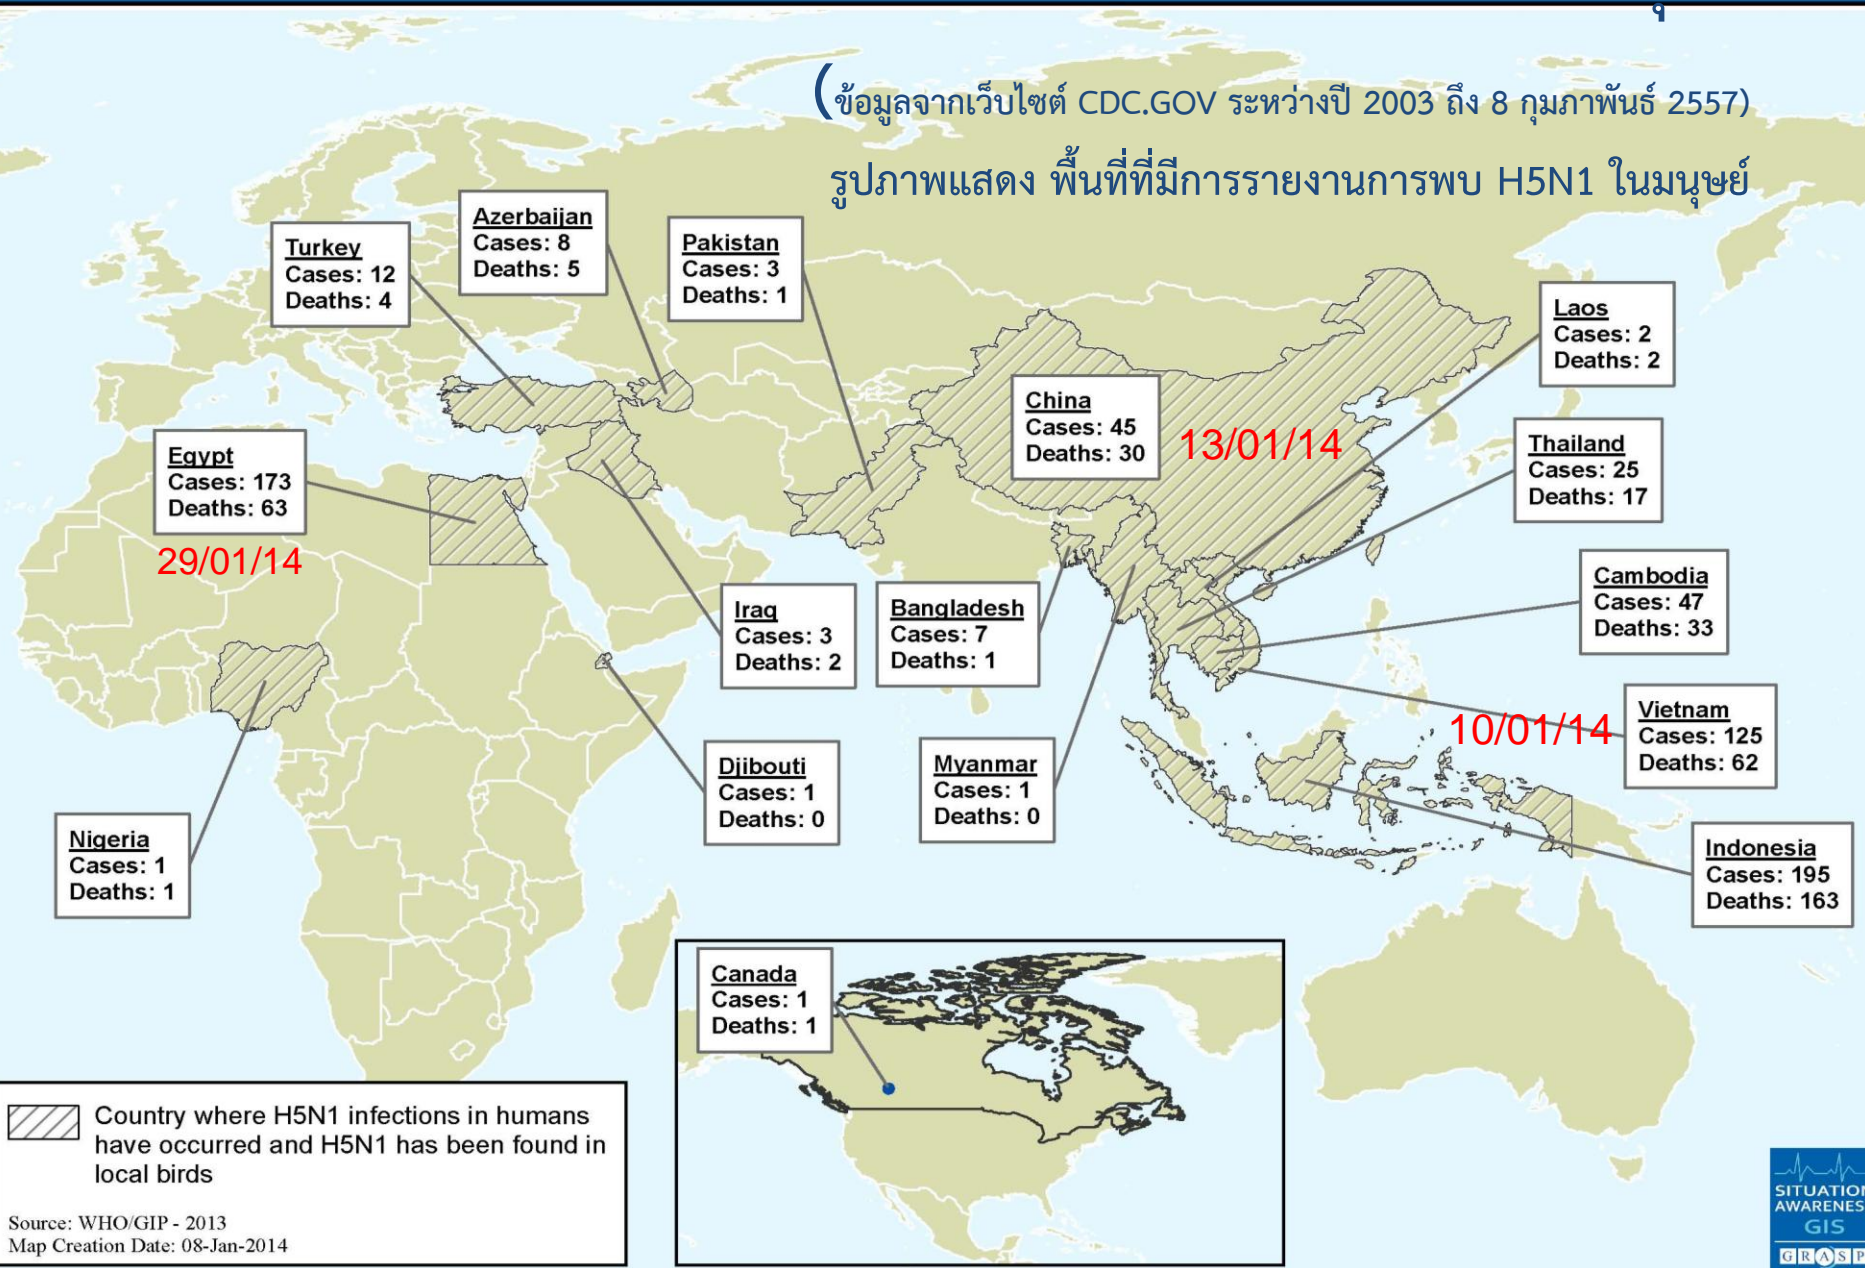 (ข้อมูลจากเว็บไซต์ CDC.GOV ระหว่างปี 2003 ถึง 8 กุมภาพันธ์ 2557)
รูปภาพแสดง พื้นที่ที่มีการรายงานการพบ H5N1 ในมนุษย์
Azerbaijan
Cases: 8
Deaths: 5
Turkey
Cases: 12
Deaths: 4
Pakistan
Cases: 3
Deaths: 1
Laos
Cases: 2
Deaths: 2
China
Cases: 45
Deaths: 30
13/01/14
Thailand
Cases: 25
Deaths: 17
Egypt
Cases: 173
Deaths: 63
29/01/14
Cambodia
Cases: 47
Deaths: 33
Iraq
Cases: 3
Deaths: 2
Bangladesh
Cases: 7
Deaths: 1
10/01/14
Vietnam
Cases: 125
Deaths: 62
Djibouti
Cases: 1
Deaths: 0
Myanmar
Cases: 1
Deaths: 0
Nigeria
Cases: 1
Deaths: 1
Indonesia
Cases: 195
Deaths: 163
Canada
Cases: 1
Deaths: 1
Country where H5N1 infections in humans
have occurred and H5N1 has been found in
local birds
Source: WHO/GIP - 2013
Map Creation Date: 08-Jan-2014
SITUATION
AWARENES
GIS
GRASP